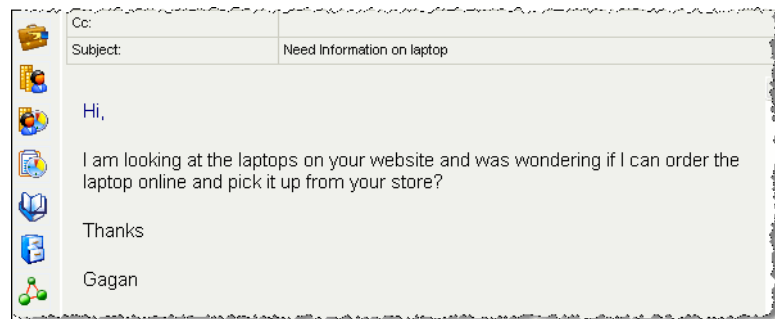 Cc:
Subject: Need Information on laptop
Hi,
I am looking at the laptops on your website and was wondering if I can order the
laptop online and pick it up from your store?
Thanks
Gagan